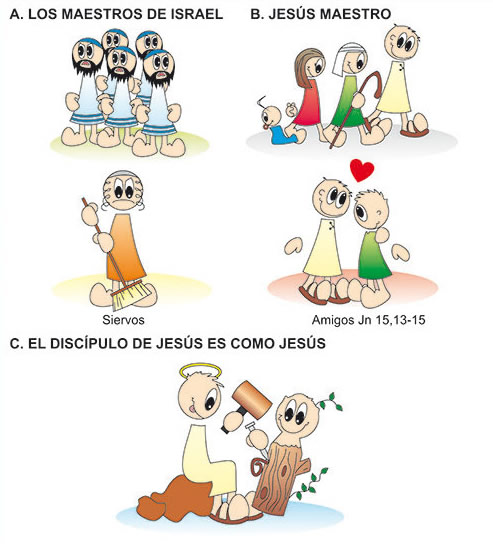 A. LOS MAESTROS DE ISRAEL
B. JESÚS MAESTRO
Siervos
Amigos Jn 15,13-15
C. EL DISCÍPULO DE JESÚS ES COMO JESÚS